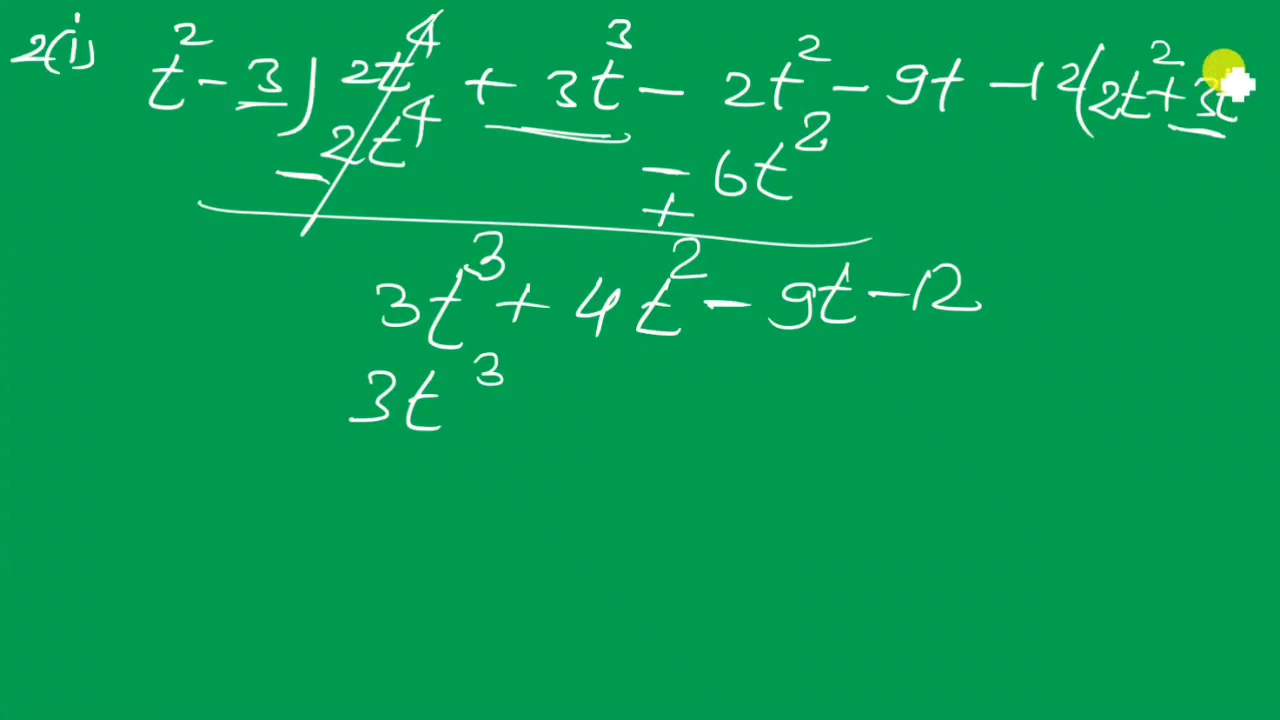 2(i) t² - 3 ) 2t⁴ + 3t³ - 2t² - 9t - 12 ( 2t² + 3t
- 2t⁴ - 6t²
+
3t³ + 4t² - 9t - 12
3t³